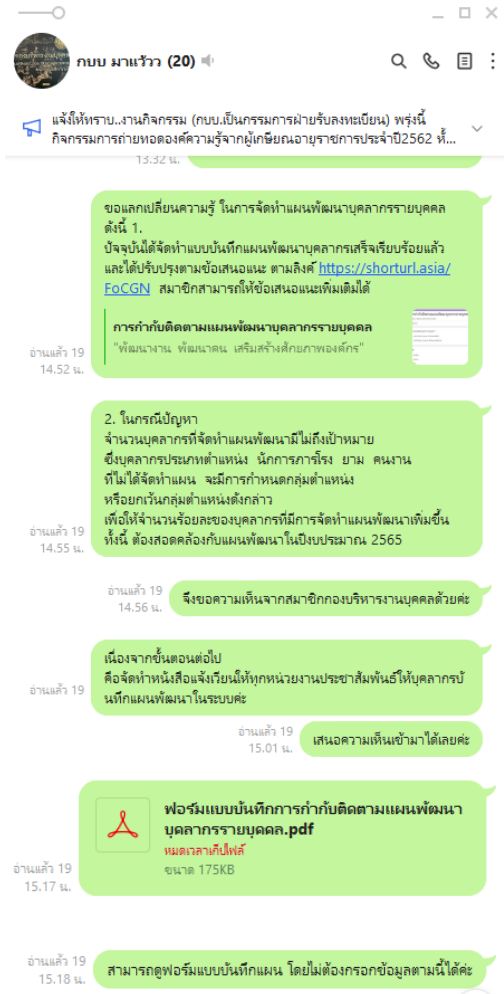 กบบ มาแว้วว (20)
แจ้งให้ทราบ..งานกิจกรรม (กบบ.เป็นกรรมการฝ่ายรับลงทะเบียน) พรุ่งนี้
กิจกรรมการถ่ายทอดองค์ความรู้จากผู้เกษียณอายุราชการประจำปี2562 ทั้...
13.32 น.
ขอแลกเปลี่ยนความรู้ ในการจัดทำแผนพัฒนาบุคลากรรายบุคคล
ดังนี้ 1.
ปัจจุบันได้จัดทำแบบบันทึกแผนพัฒนาบุคลากรเสร็จเรียบร้อยแล้ว
และได้ปรับปรุงตามข้อเสนอแนะ ตามลิงค์ https://shorturl.asia/
FoCGN สมาชิกสามารถให้ข้อเสนอแนะเพิ่มเติมได้
การกำกับติดตามแผนพัฒนาบุคลากรรายบุคคล
"พัฒนางาน พัฒนาคน เสริมสร้างศักยภาพองค์กร"
อ่านแล้ว 19
14.52 น.
2. ในกรณีปัญหา
จำนวนบุคลากรที่จัดทำแผนพัฒนามีไม่ถึงเป้าหมาย
ซึ่งบุคลากรประเภทตำแหน่ง นักการภารโรง ยาม คนงาน
ที่ไม่ได้จัดทำแผน จะมีการกำหนดกลุ่มตำแหน่ง
หรือยกเว้นกลุ่มตำแหน่งดังกล่าว
เพื่อให้จำนวนร้อยละของบุคลากรที่มีการจัดทำแผนพัฒนาเพิ่มขึ้น
ทั้งนี้ ต้องสอดคล้องกับแผนพัฒนาในปีงบประมาณ 2565
อ่านแล้ว 19
14.55 น.
อ่านแล้ว 19
14.56 น.
จึงขอความเห็นจากสมาชิกกองบริหารงานบุคคลด้วยค่ะ
เนื่องจากขั้นตอนต่อไป
คือจัดทำหนังสือแจ้งเวียนให้ทุกหน่วยงานประชาสัมพันธ์ให้บุคลากรบั
นทึกแผนพัฒนาในระบบค่ะ
อ่านแล้ว 19
อ่านแล้ว 19
15.01 น.
เสนอความเห็นเข้ามาได้เลยค่ะ
ฟอร์มแบบบันทึกการกำกับติดตามแผนพัฒนา
บุคลากรรายบุคคล.pdf
หมดเวลาเก็บไฟล์
ขนาด 175KB
อ่านแล้ว 19
15.17 น.
อ่านแล้ว 19
15.18 น.
สามารถดูฟอร์มแบบบันทึกแผน โดยไม่ต้องกรอกข้อมูลตามนี้ได้ค่ะ